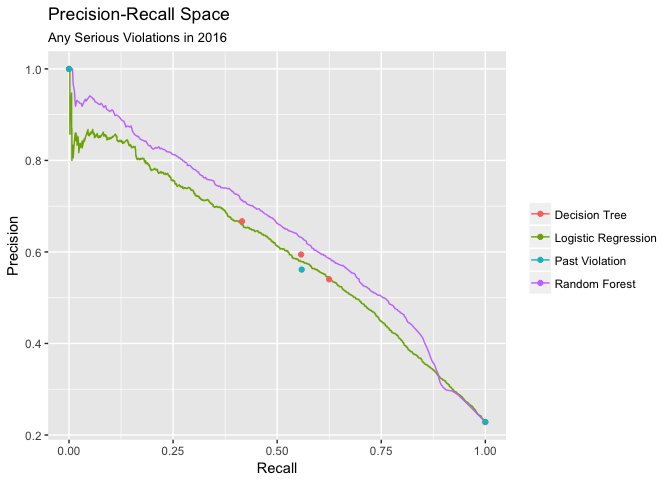 Precision-Recall Space
Any Serious Violations in 2016
1.0
0.8
0.6
0.4
0.2
Precision
0.00
0.25
0.50
0.75
1.00
Recall
Decision Tree
Logistic Regression
Past Violation
Random Forest